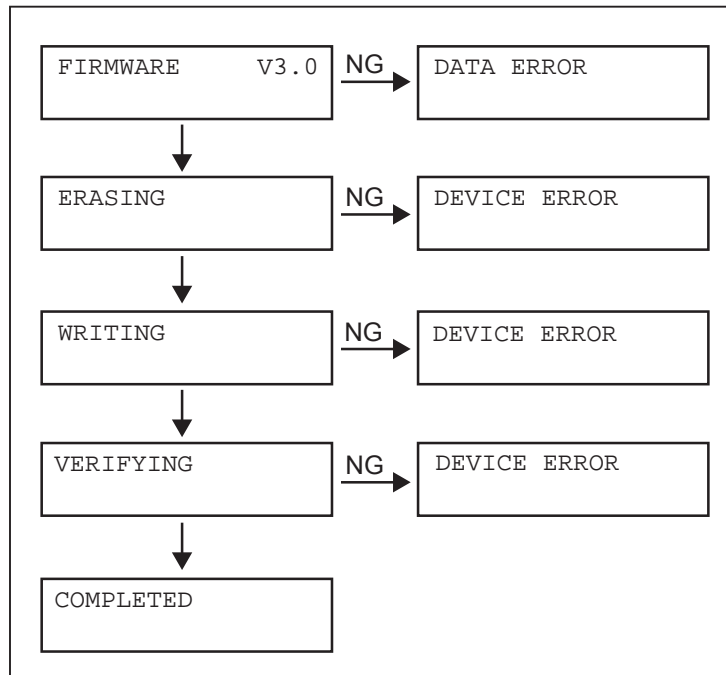 FIRMWARE V3.0 NG DATA ERROR
ERASING NG DEVICE ERROR
WRITING NG DEVICE ERROR
VERIFYING NG DEVICE ERROR
COMPLETED